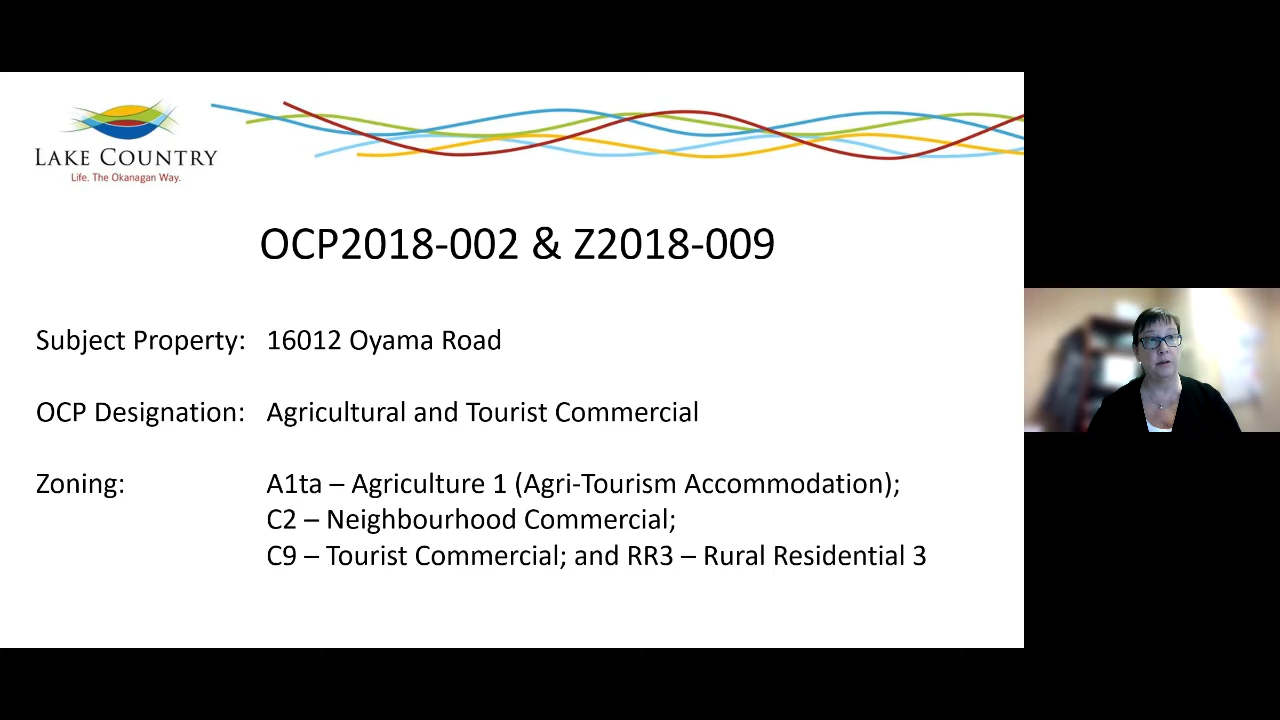 LAKE COUNTRY
Life. The Okanagan Way.
OCP2018-002 & Z2018-009
Subject Property: 16012 Oyama Road
OCP Designation: Agricultural and Tourist Commercial
Zoning: A1ta – Agriculture 1 (Agri-Tourism Accommodation);
C2 – Neighbourhood Commercial;
C9 – Tourist Commercial; and RR3 – Rural Residential 3